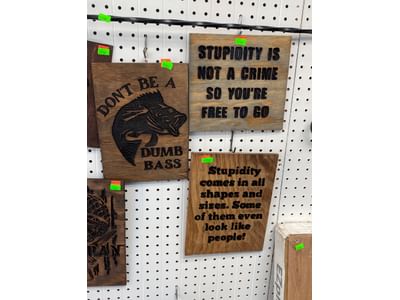 DON'T BE A
DUMB
BASS
STUPIDITY IS
NOT A CRIME
SO YOU'RE
FREE TO GO
Stupidity
comes in all
shapes and
sizes. Some
of them even
look like
people!